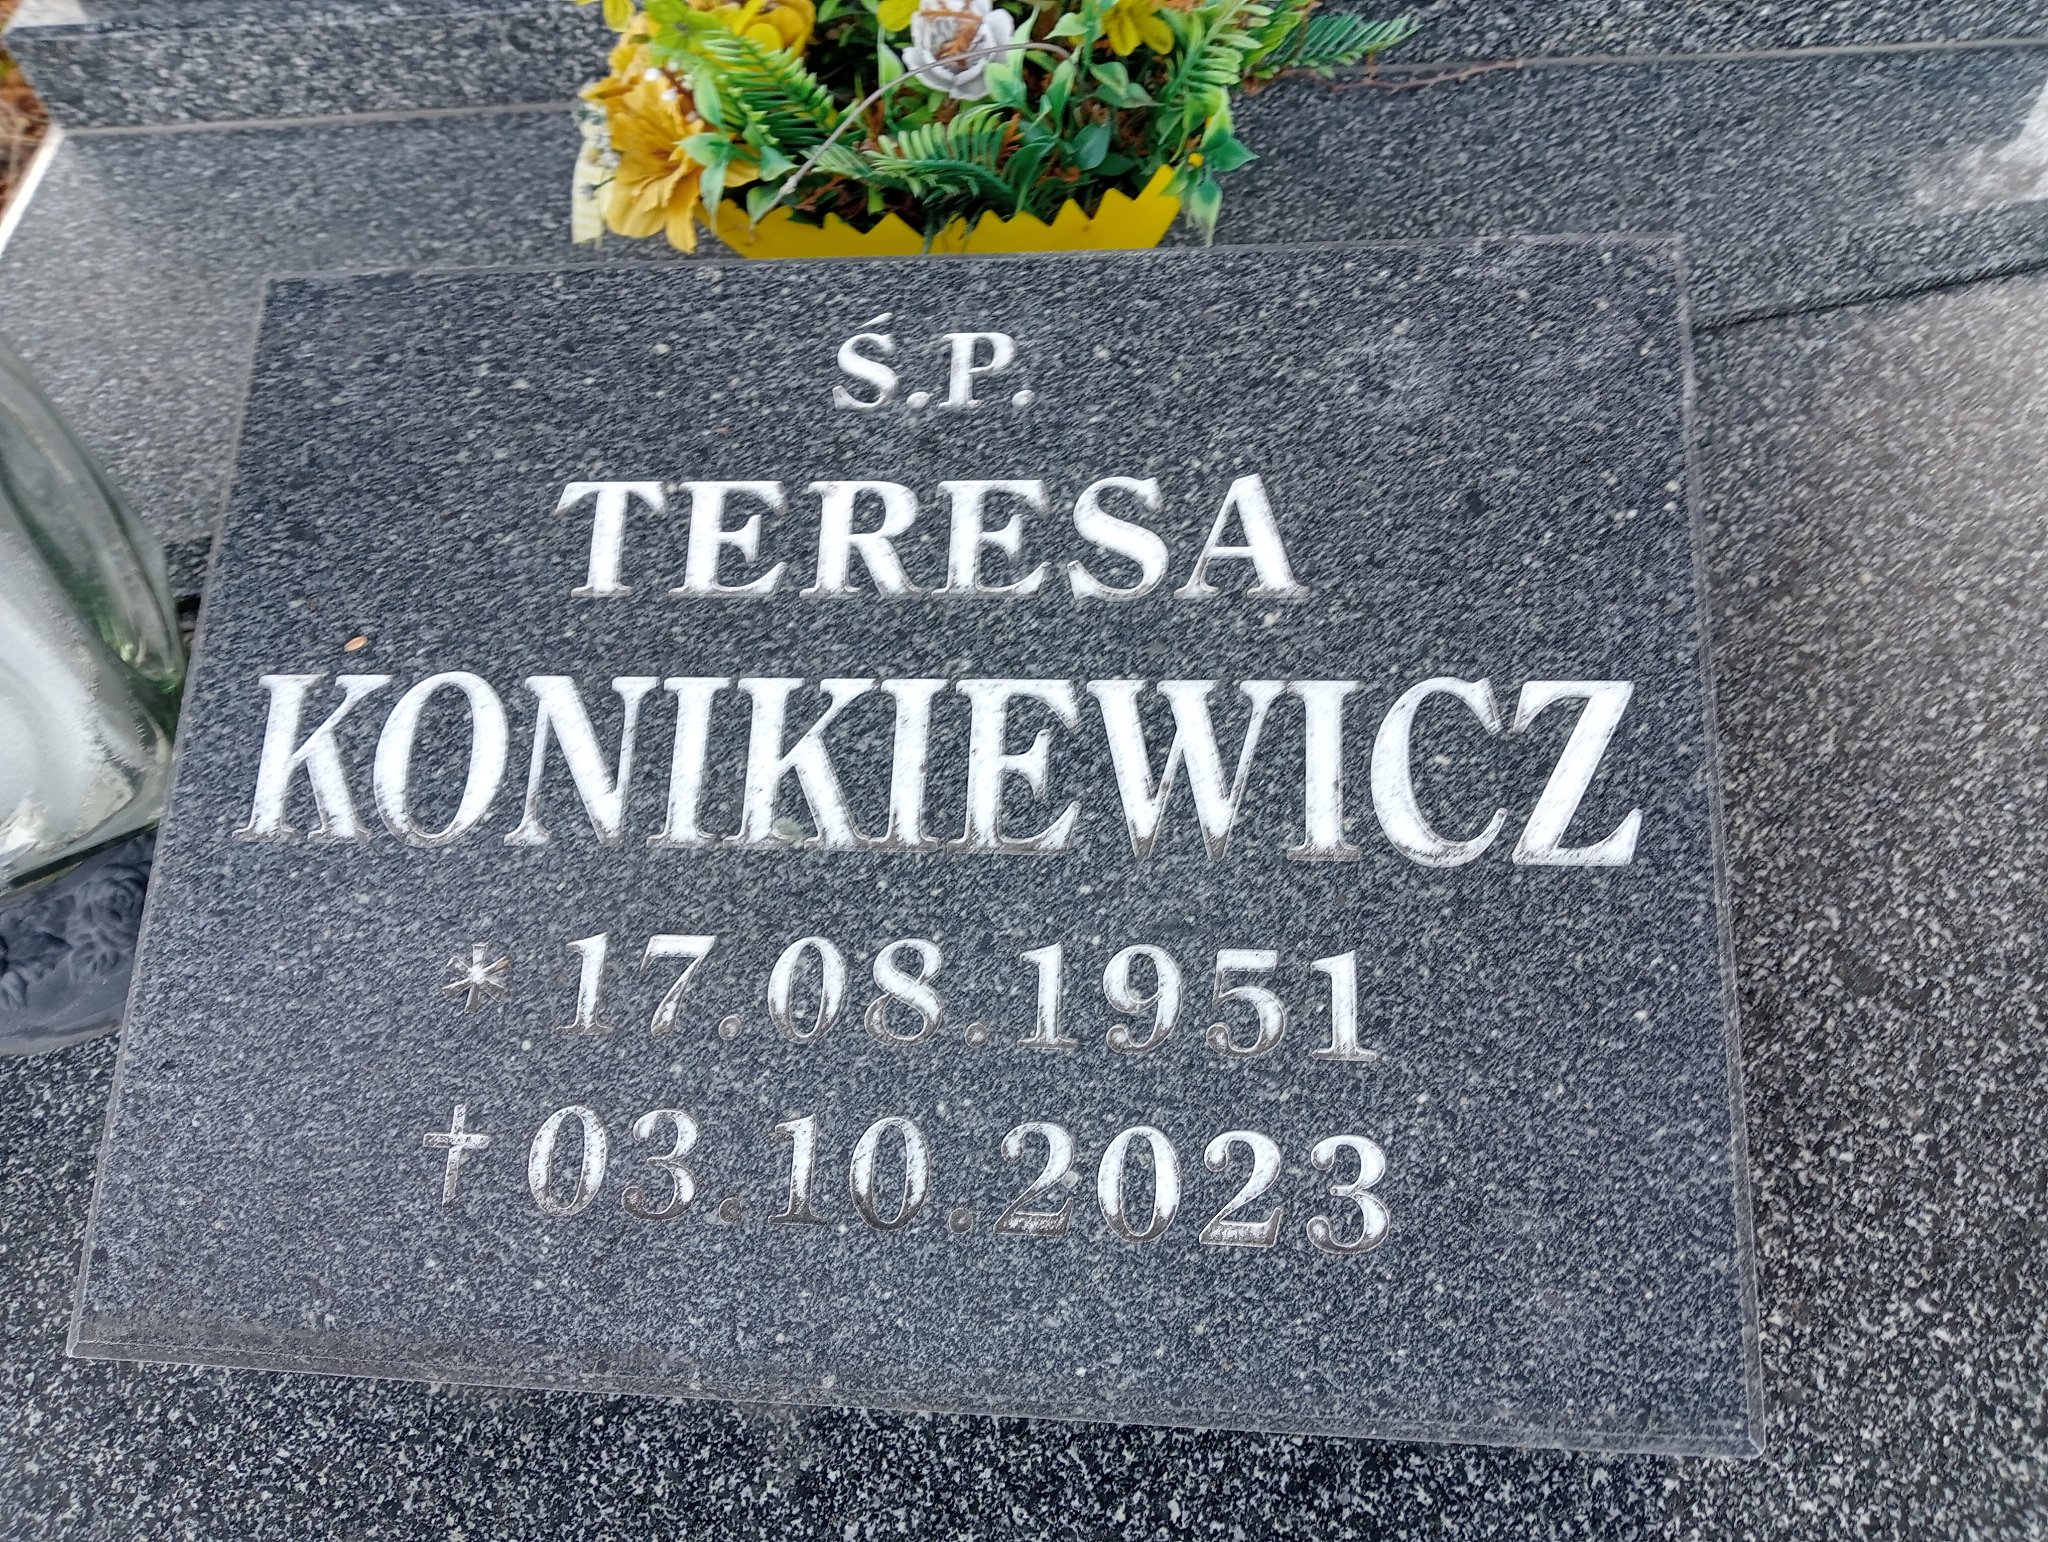 Ś.P.
TERESA
KONIKIEWICZ
* 17.08.1951
† 03.10.2023